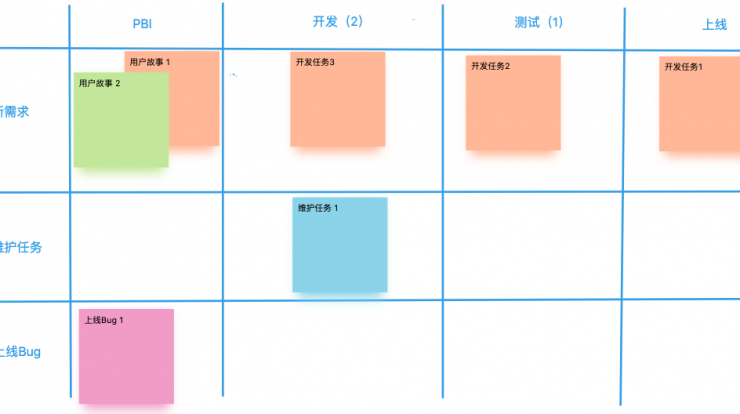 PBI
开发（2）
测试（1）
上线
新需求
用户故事 1
用户故事 2
开发任务3
开发任务2
开发任务1
维护任务
维护任务 1
上线Bug
上线Bug 1